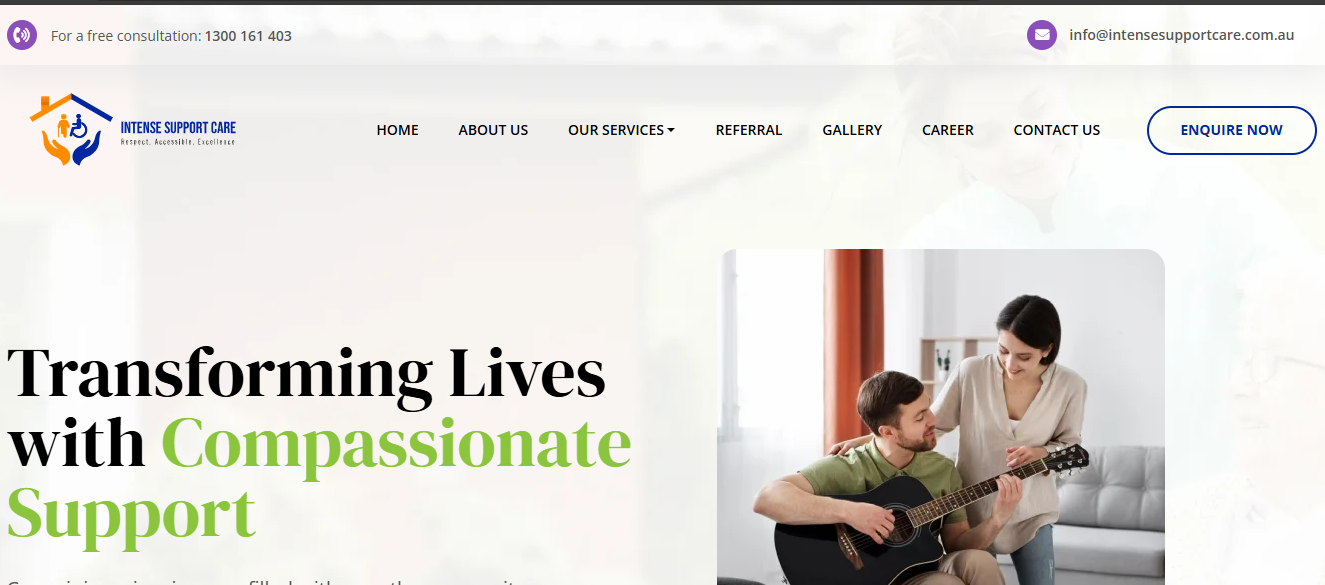 For a free consultation: 1300 161 403
info@intensesupportcare.com.au
INTENSE SUPPORT CARE
Respect. Accessible. Excellence
HOME
ABOUT US
OUR SERVICES
REFERRAL
GALLERY
CAREER
CONTACT US
ENQUIRE NOW
Transforming Lives
with Compassionate
Support